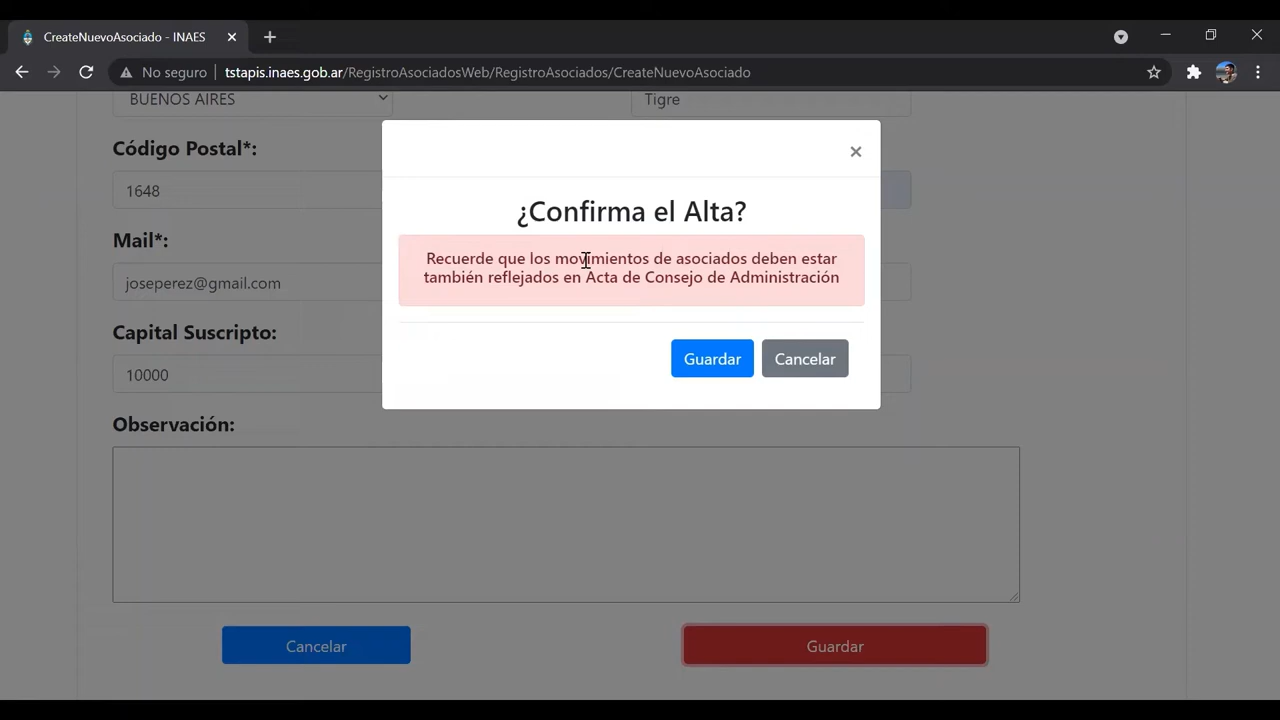 CreateNuevoAsociado - INAES
No seguro
tstapis.inaes.gob.ar/RegistroAsociadosWeb/RegistroAsociados/CreateNuevoAsociado
BUENOS AIRES
Tigre
Código Postal*:
1648
Mail*:
joseperez@gmail.com
Capital Suscripto:
10000
Observación:
¿Confirma el Alta?
Recuerde que los movimientos de asociados deben estar
también reflejados en Acta de Consejo de Administración
Guardar
Cancelar
Cancelar
Guardar